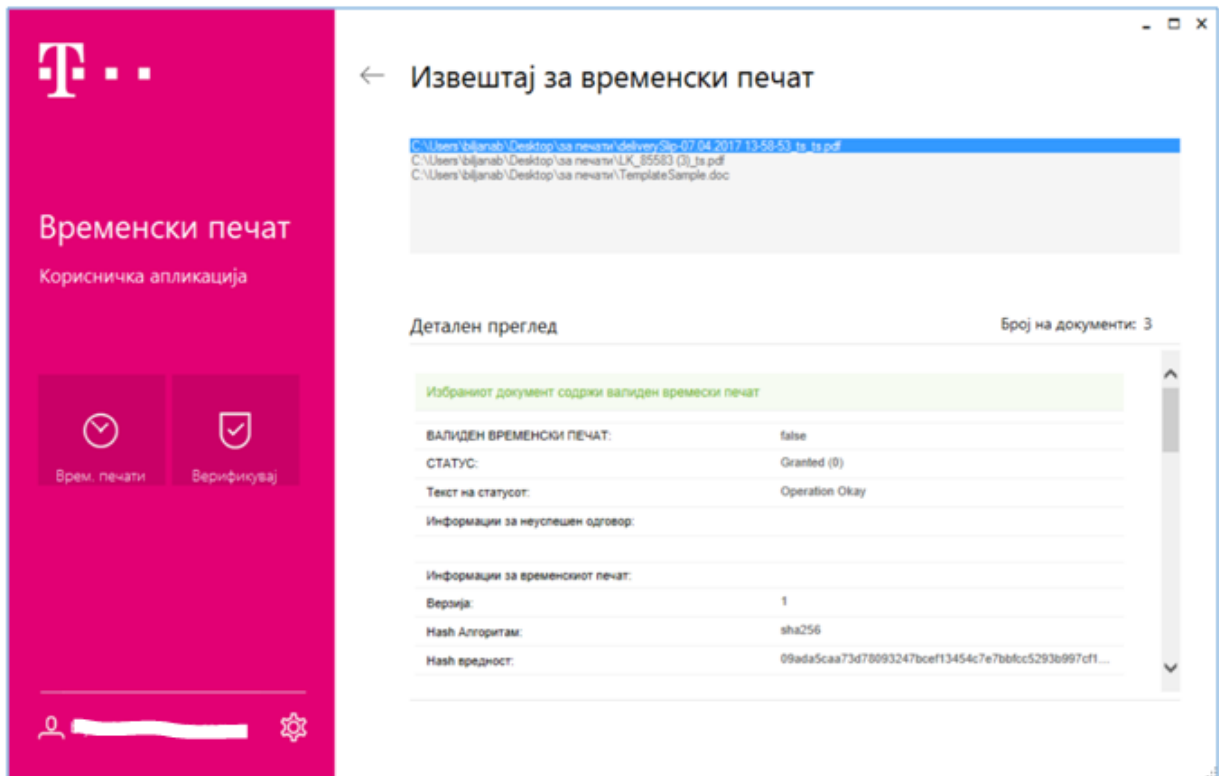 T
Временски печат
Корисничка апликација
Врем. печати
Верификувај
Извештај за временски печат
C:\Users\biljanab\Desktop\за печати\deliverySlip-07.04.2017 13-58-53_ts_ts.pdf
C:\Users\biljanab\Desktop\за печати\LK_85583 (3)_ts.pdf
C:\Users\biljanab\Desktop\за печати\TemplateSample.doc
Детален преглед Број на документи: 3
Избраниот документ содржи валиден времески печат
ВАЛИДЕН ВРЕМЕНСКИ ПЕЧАТ: false
СТАТУС: Granted (0)
Текст на статусот: Operation Okay
Информации за неуспешен одговор:
Информации за временскиот печат:
Верзија: 1
Hash Алгоритам: sha256
Hash вредност: 09ada5caa73d78093247bcef13454c7e7bbfcc5293b997cf1...